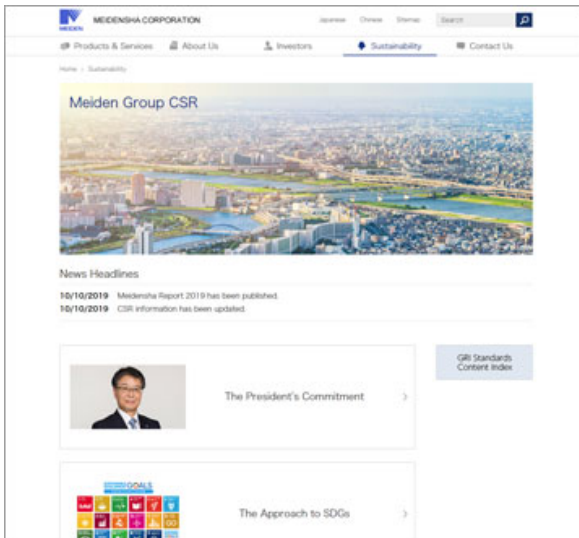 MEIDEN
MEIDENSHA CORPORATION
Japanese Chinese Sitemap Search
Products & Services About Us Investors Sustainability Contact Us
Home > Sustainability
Meiden Group CSR
News Headlines
10/10/2019 Meidensha Report 2019 has been published.
10/10/2019 CSR information has been updated.
GRI Standards
Content Index
The President's Commitment >
GOALS
The Approach to SDGs >